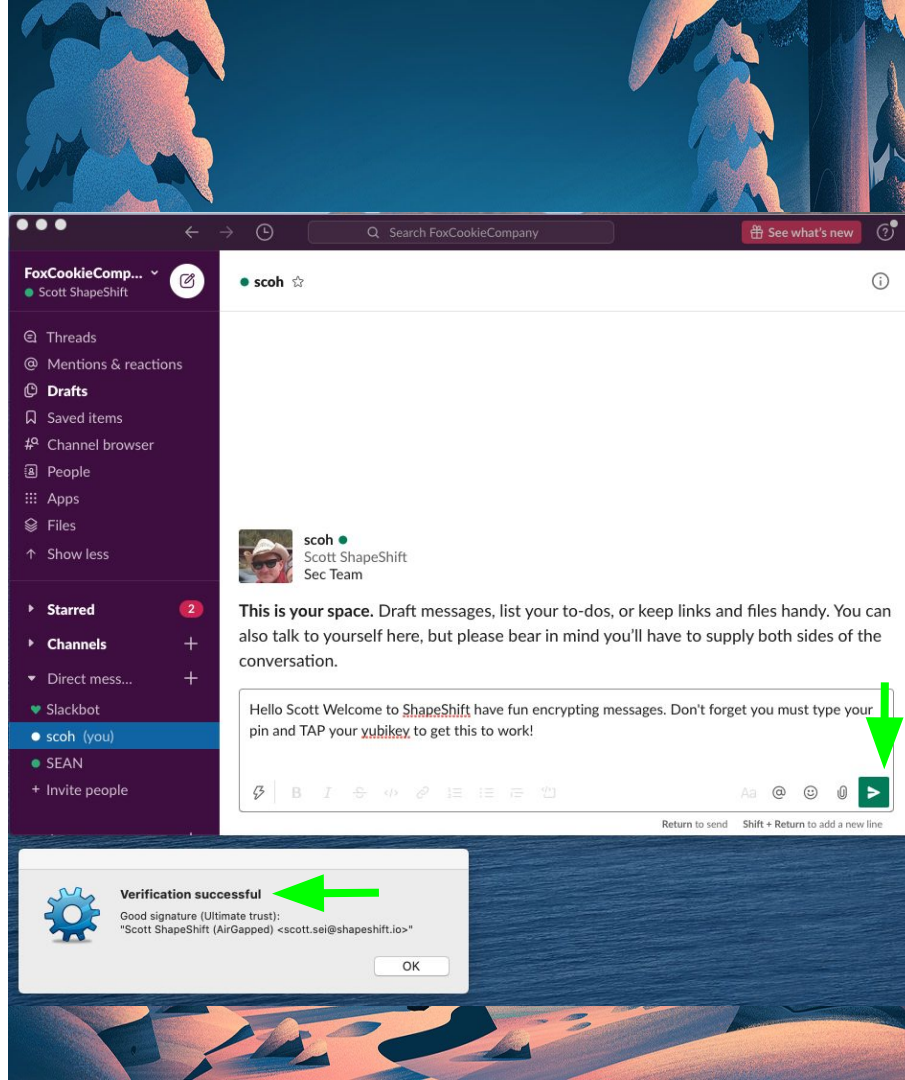 Search FoxCookieCompany
See what's new
?
FoxCookieComp...
Scott ShapeShift
scoh
Threads
Mentions & reactions
Drafts
Saved items
Channel browser
People
Apps
Files
Show less
Starred 2
Channels +
Direct mess... +
Slackbot
scoh (you)
SEAN
+ Invite people
scoh
Scott ShapeShift
Sec Team
This is your space. Draft messages, list your to-dos, or keep links and files handy. You can
also talk to yourself here, but please bear in mind you'll have to supply both sides of the
conversation.
Hello Scott Welcome to ShapeShift have fun encrypting messages. Don't forget you must type your
pin and TAP your yubikey to get this to work!
B I S </> Aa @
Return to send Shift + Return to add a new line
Verification successful
Good signature (Ultimate trust):
"Scott ShapeShift (AirGapped) <scott.sei@shapeshift.io>"
OK